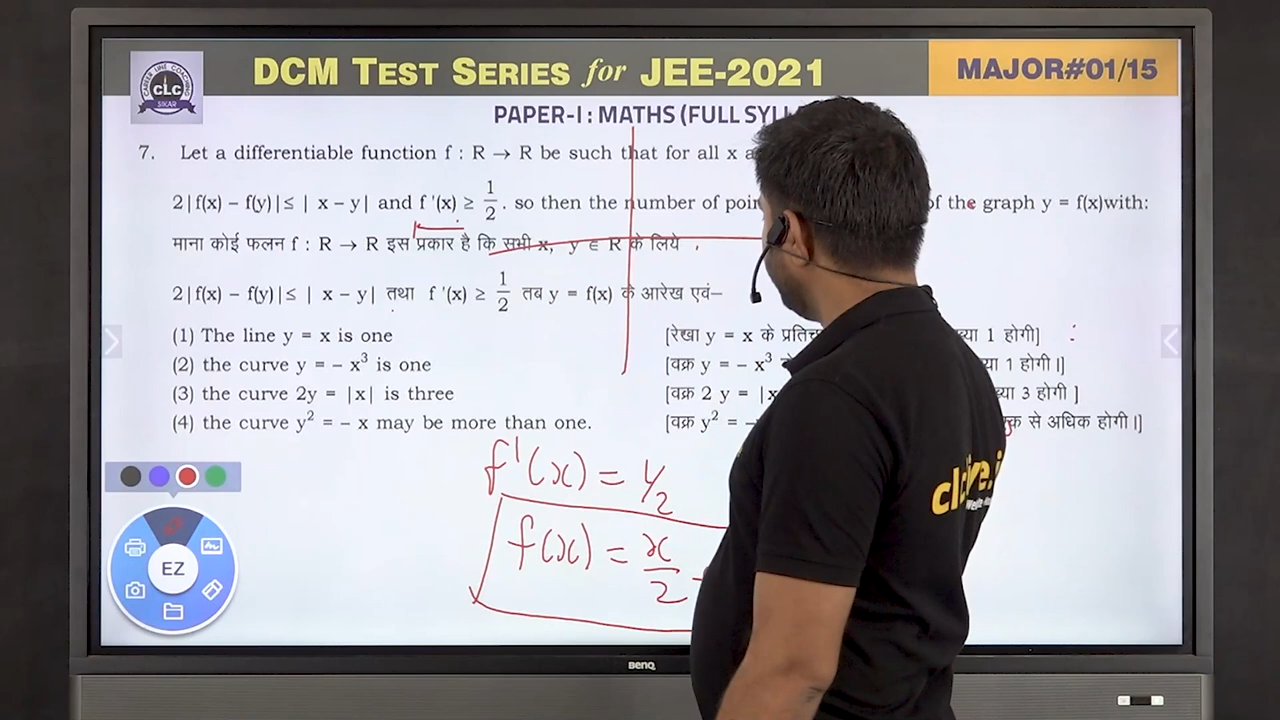 CAREER LINE COACHING
CLC
SIKAR
DCM TEST SERIES for JEE-2021
MAJOR#01/15
PAPER-I : MATHS (FULL SYLL
7. Let a differentiable function f : R → R be such that for all x
2|f(x) – f(y)|≤ | x – y| and f '(x) ≥ 1/2. so then the number of of the graph y = f(x)with:
माना कोई फलन f : R → R इस प्रकार है कि सभी x, y ∈ R के लिये
2|f(x) – f(y)|≤ | x – y| तथा f '(x) ≥ 1/2 तब y = f(x) के आरेख एवं–
(1) The line y = x is one [रेखा y = x के 1 होगी]
(2) the curve y = – x³ is one [वक्र y = – x³ 1 होगी।]
(3) the curve 2y = |x| is three [वक्र 2 y = |x 3 होगी ]
(4) the curve y² = – x may be more than one. [वक्र y² = – से अधिक होगी।]
f'(x) = 1/2
f(x) = x/2
EZ
BenQ